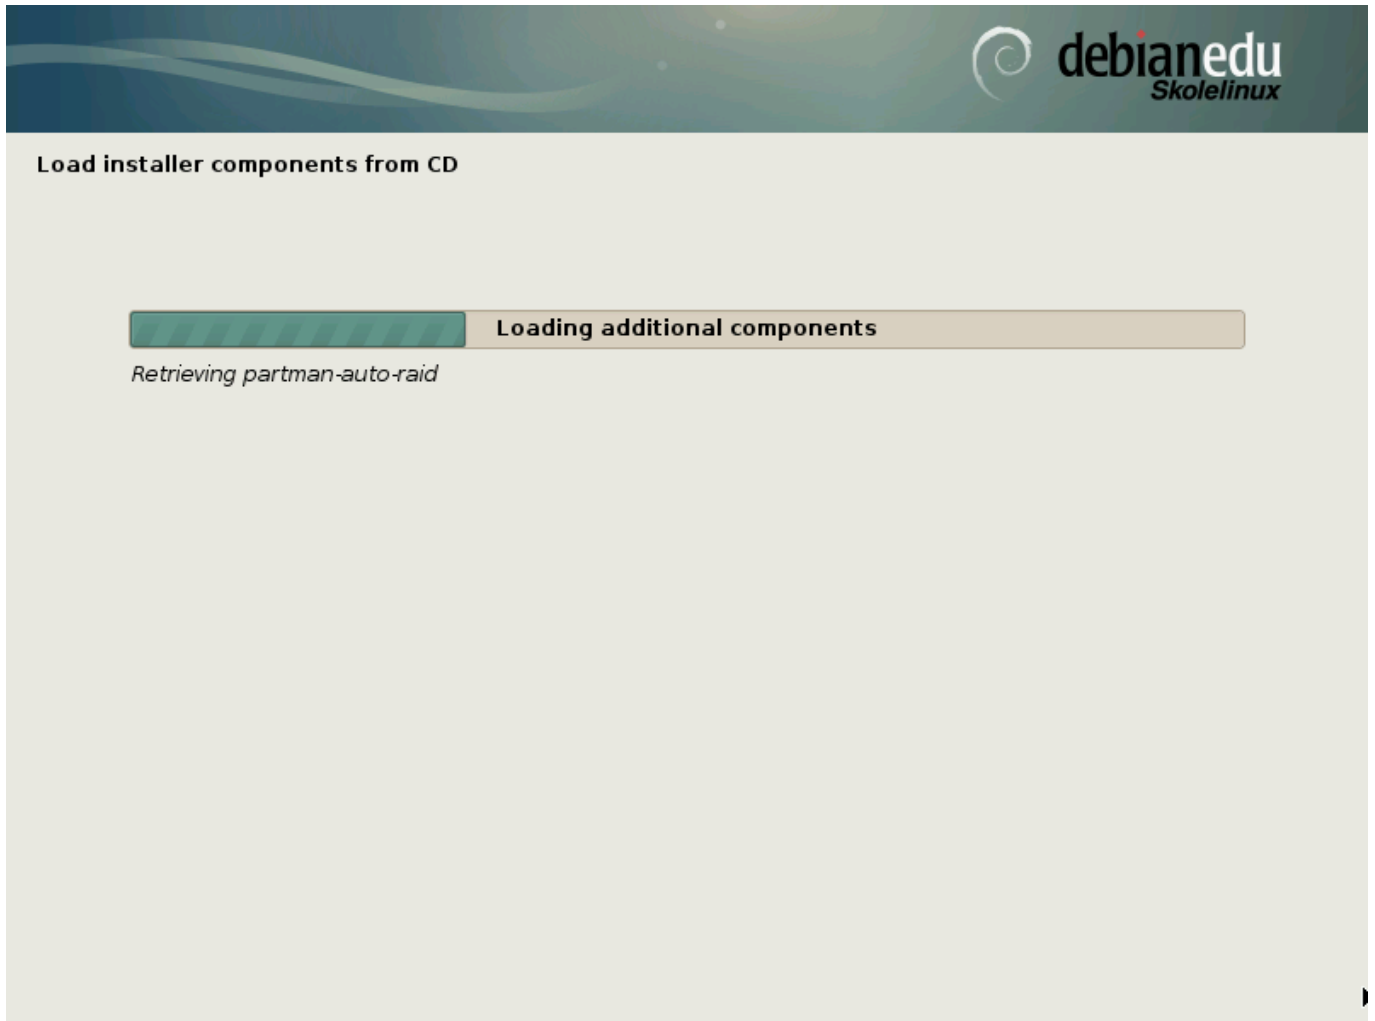 debianedu
Skolelinux
Load installer components from CD
Loading additional components
Retrieving partman-auto-raid